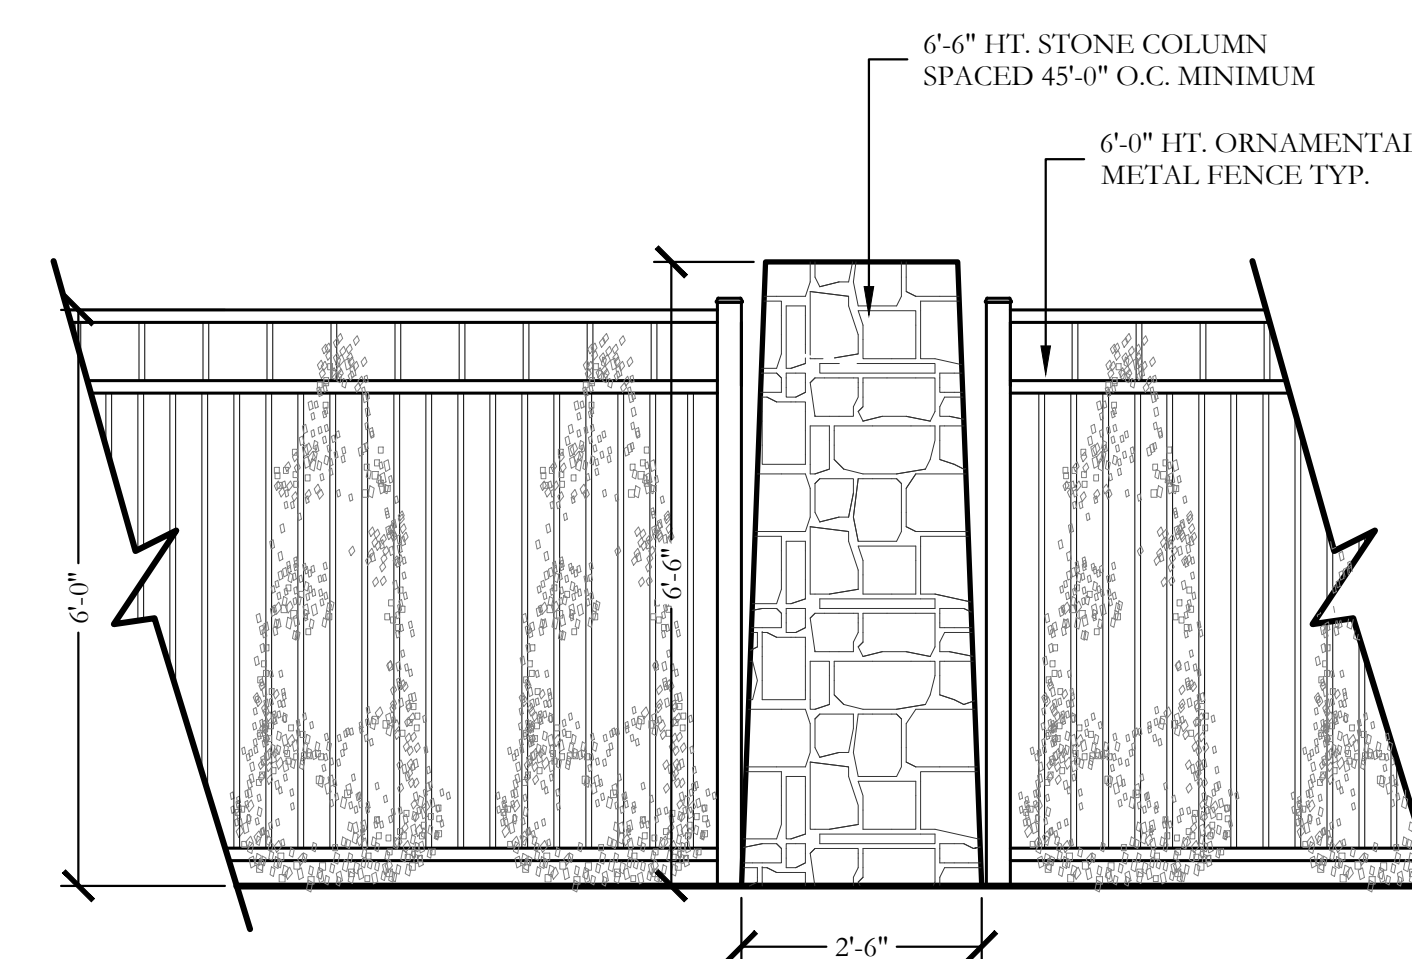 6'-6" HT. STONE COLUMN
SPACED 45'-0" O.C. MINIMUM
6'-0" HT. ORNAMENTAL
METAL FENCE TYP.
6'-0"
6'-6"
2'-6"